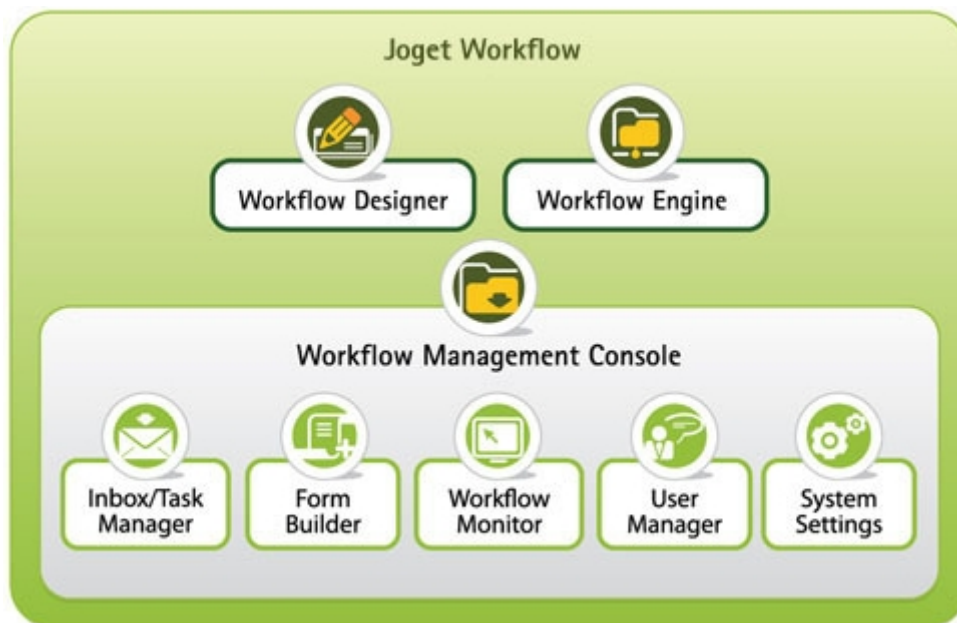 Joget Workflow
Workflow Designer
Workflow Engine
Workflow Management Console
Inbox/Task
Manager
Form
Builder
Workflow
Monitor
User
Manager
System
Settings